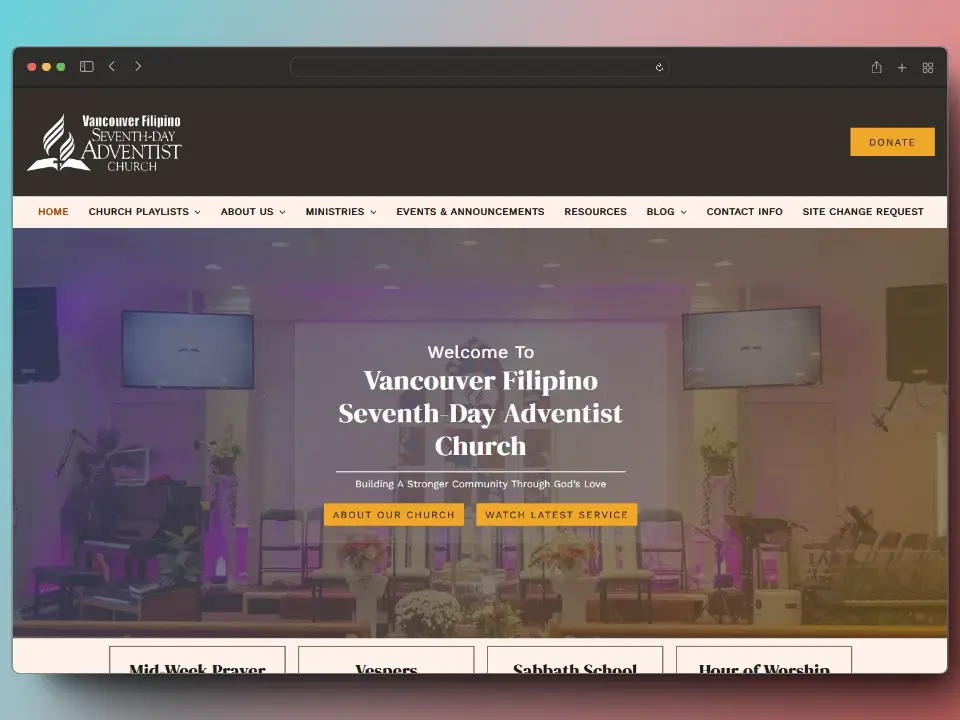 Vancouver Filipino
SEVENTH-DAY
ADVENTIST
CHURCH
DONATE
HOME
CHURCH PLAYLISTS
ABOUT US
MINISTRIES
EVENTS & ANNOUNCEMENTS
RESOURCES
BLOG
CONTACT INFO
SITE CHANGE REQUEST
Welcome To
Vancouver Filipino
Seventh-Day Adventist
Church
Building A Stronger Community Through God's Love
ABOUT OUR CHURCH
WATCH LATEST SERVICE
Mid-Week Prayer
Vespers
Sabbath School
Hour of Worship